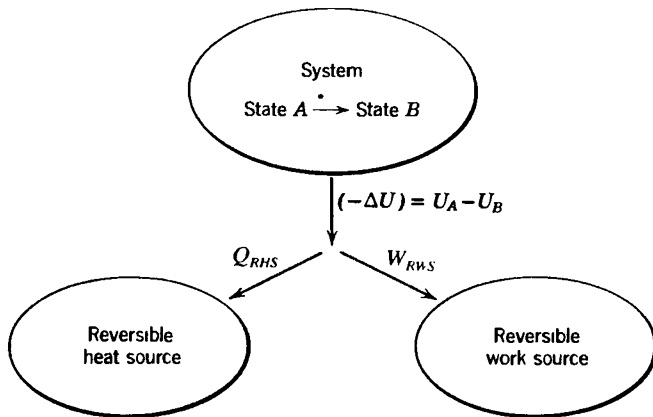 System
State A → State B
(−ΔU) = U_A − U_B
Q_RHS
W_RWS
Reversible
heat source
Reversible
work source